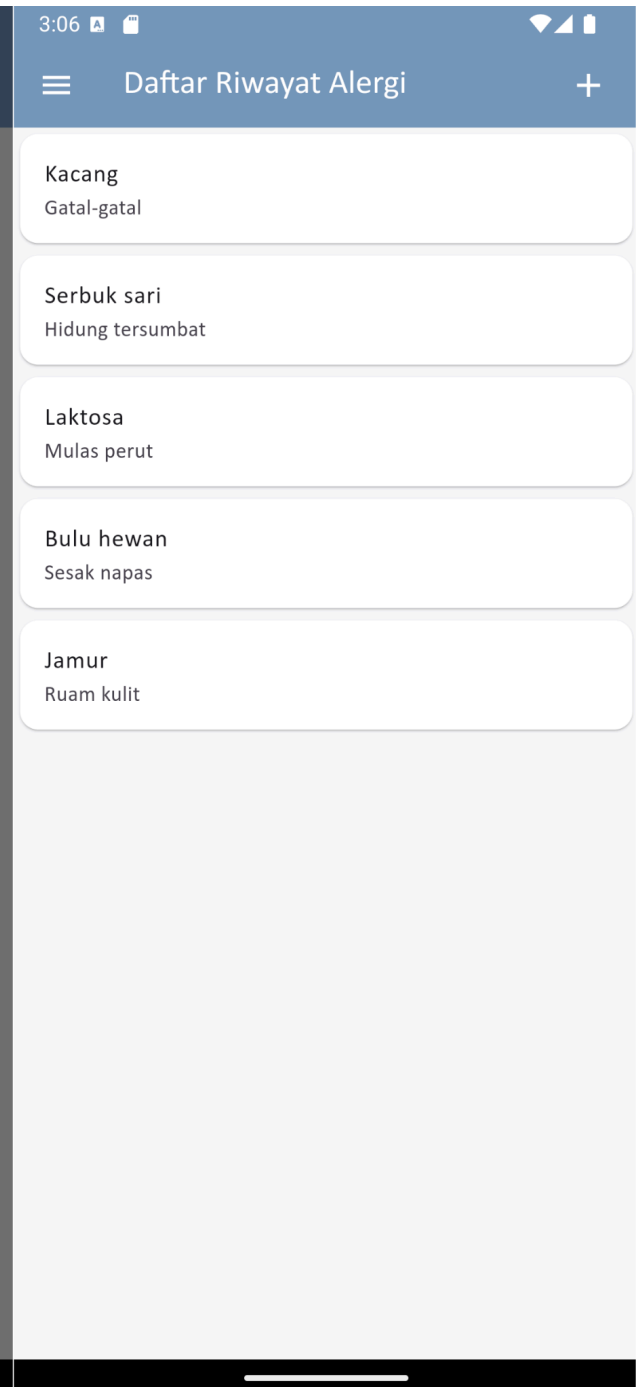 3:06
Daftar Riwayat Alergi
Kacang
Gatal-gatal
Serbuk sari
Hidung tersumbat
Laktosa
Mulas perut
Bulu hewan
Sesak napas
Jamur
Ruam kulit